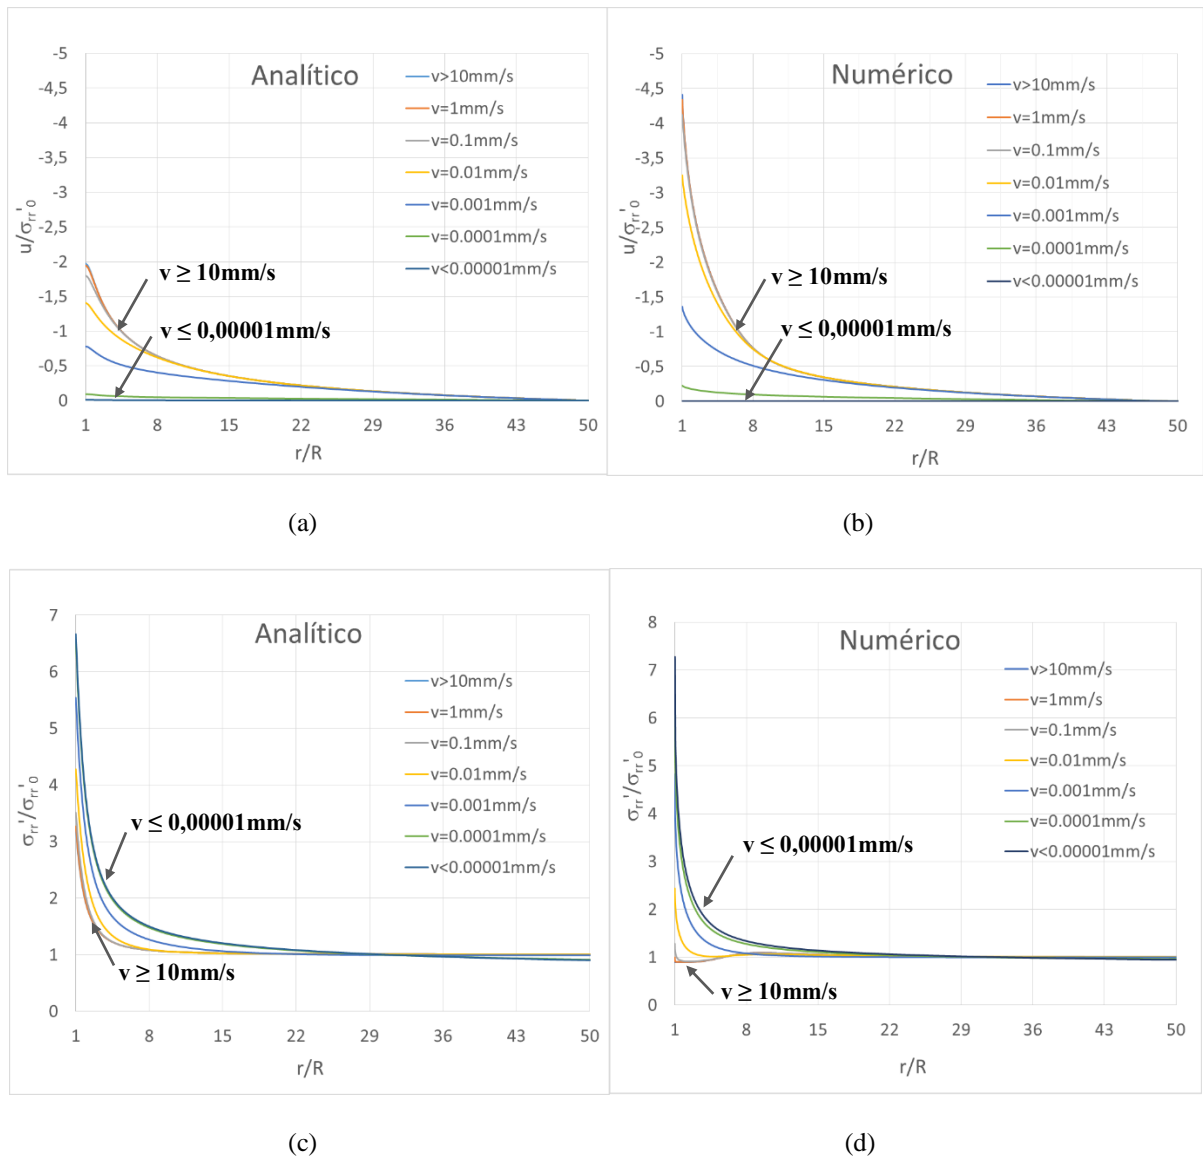 Analítico
u/σrr'0
-5
-4,5
-4
-3,5
-3
-2,5
-2
-1,5
-1
-0,5
0
v>10mm/s
v=1mm/s
v=0.1mm/s
v=0.01mm/s
v=0.001mm/s
v=0.0001mm/s
v<0.00001mm/s
v ≥ 10mm/s
v ≤ 0,00001mm/s
1 8 15 22 29 36 43 50
r/R
(a)
Numérico
u/σrr'0
-5
-4,5
-4
-3,5
-3
-2,5
-2
-1,5
-1
-0,5
0
v>10mm/s
v=1mm/s
v=0.1mm/s
v=0.01mm/s
v=0.001mm/s
v=0.0001mm/s
v<0.00001mm/s
v ≥ 10mm/s
v ≤ 0,00001mm/s
1 8 15 22 29 36 43 50
r/R
(b)
Analítico
σrr'/σrr'0
7
6
5
4
3
2
1
0
v>10mm/s
v=1mm/s
v=0.1mm/s
v=0.01mm/s
v=0.001mm/s
v=0.0001mm/s
v<0.00001mm/s
v ≤ 0,00001mm/s
v ≥ 10mm/s
1 8 15 22 29 36 43 50
r/R
(c)
Numérico
σrr'/σrr'0
8
7
6
5
4
3
2
1
0
v>10mm/s
v=1mm/s
v=0.1mm/s
v=0.01mm/s
v=0.001mm/s
v=0.0001mm/s
v<0.00001mm/s
v ≤ 0,00001mm/s
v ≥ 10mm/s
1 8 15 22 29 36 43 50
r/R
(d)